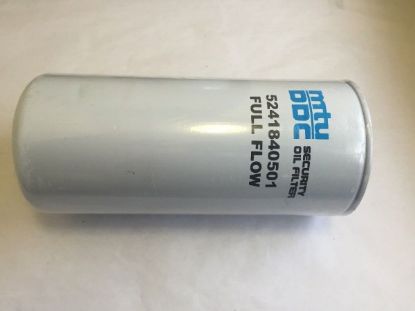 mtu
DDC
SECURITY
OIL FILTER
5241840501
FULL FLOW